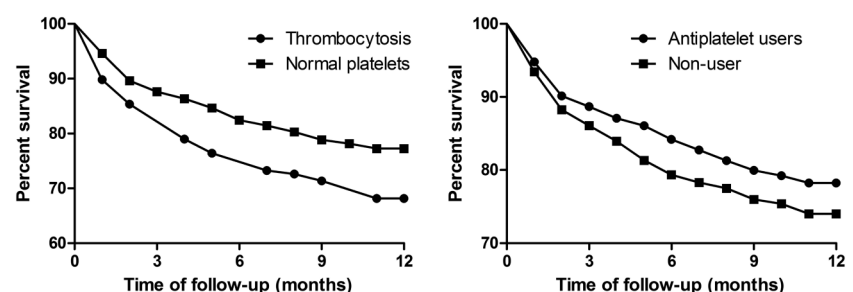 Percent survival
100
90
80
70
60
0
3
6
9
12
Time of follow-up (months)
Thrombocytosis
Normal platelets
Percent survival
100
90
80
70
0
3
6
9
12
Time of follow-up (months)
Antiplatelet users
Non-user